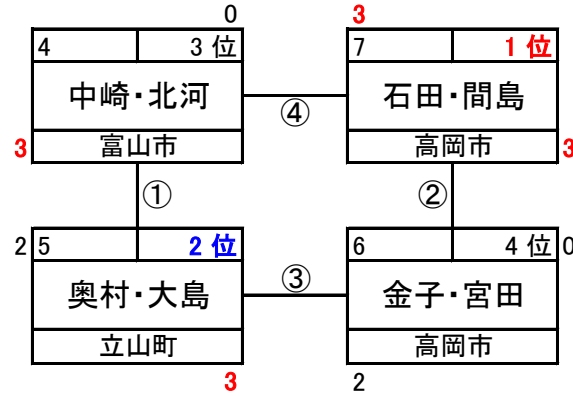 0 3
4 3 位 7 1 位
中崎・北河 ④ 石田・間島
3 富山市 高岡市 3
① ②
2 5 2 位 6 4 位 0
奥村・大島 ③ 金子・宮田
立山町 高岡市
3 2